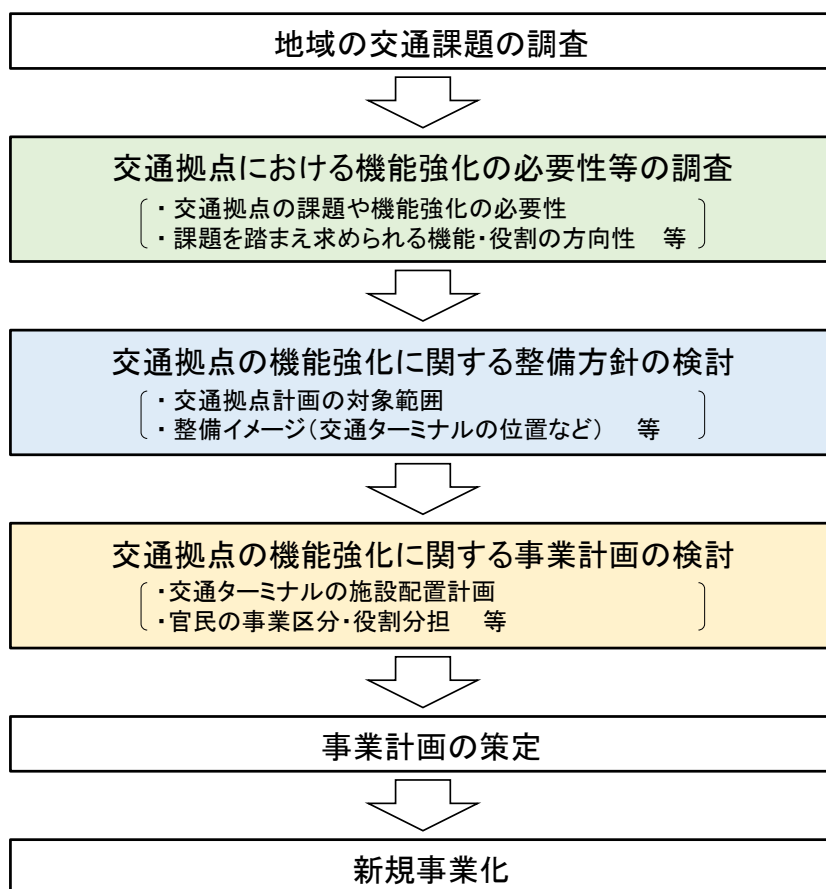 地域の交通課題の調査
交通拠点における機能強化の必要性等の調査
・交通拠点の課題や機能強化の必要性
・課題を踏まえ求められる機能・役割の方向性　等
交通拠点の機能強化に関する整備方針の検討
・交通拠点計画の対象範囲
・整備イメージ（交通ターミナルの位置など）　等
交通拠点の機能強化に関する事業計画の検討
・交通ターミナルの施設配置計画
・官民の事業区分・役割分担　等
事業計画の策定
新規事業化